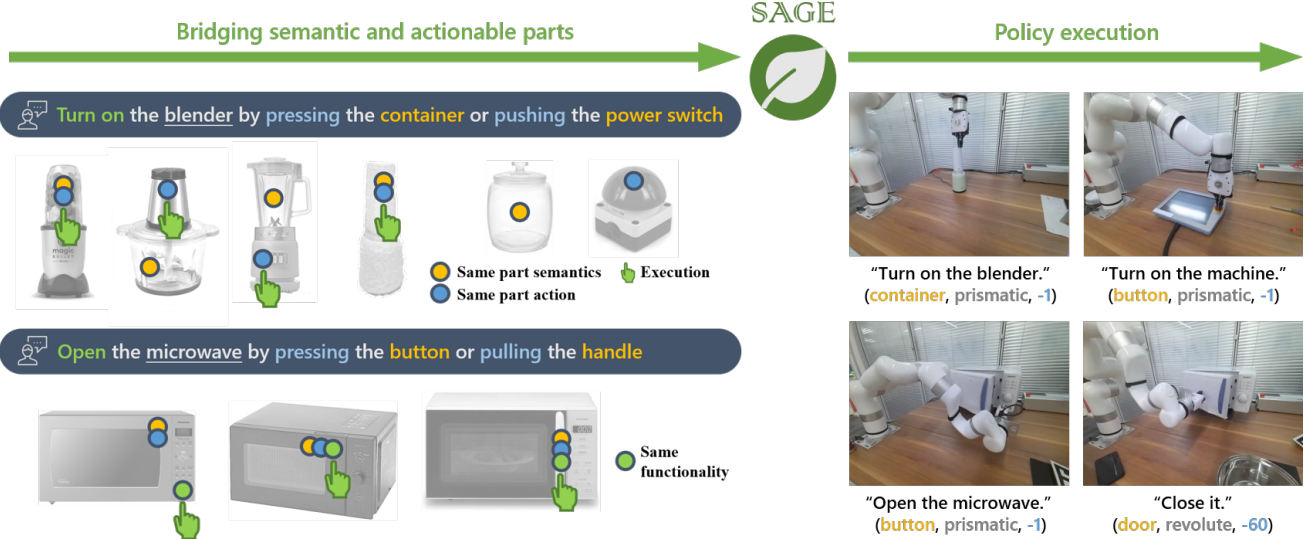 Bridging semantic and actionable parts
SAGE
Policy execution
Turn on the blender by pressing the container or pushing the power switch
magic
BULLET
Same part semantics
Execution
Same part action
Open the microwave by pressing the button or pulling the handle
Same
functionality
“Turn on the blender.”
(container, prismatic, -1)
“Turn on the machine.”
(button, prismatic, -1)
“Open the microwave.”
(button, prismatic, -1)
“Close it.”
(door, revolute, -60)